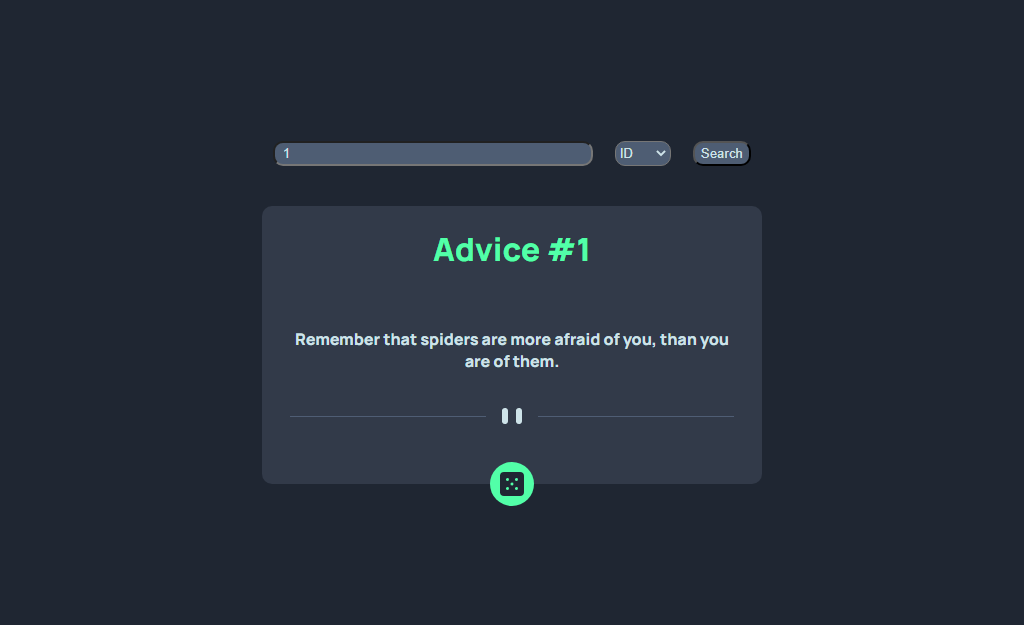 1 ID Search
Advice #1
Remember that spiders are more afraid of you, than you
are of them.